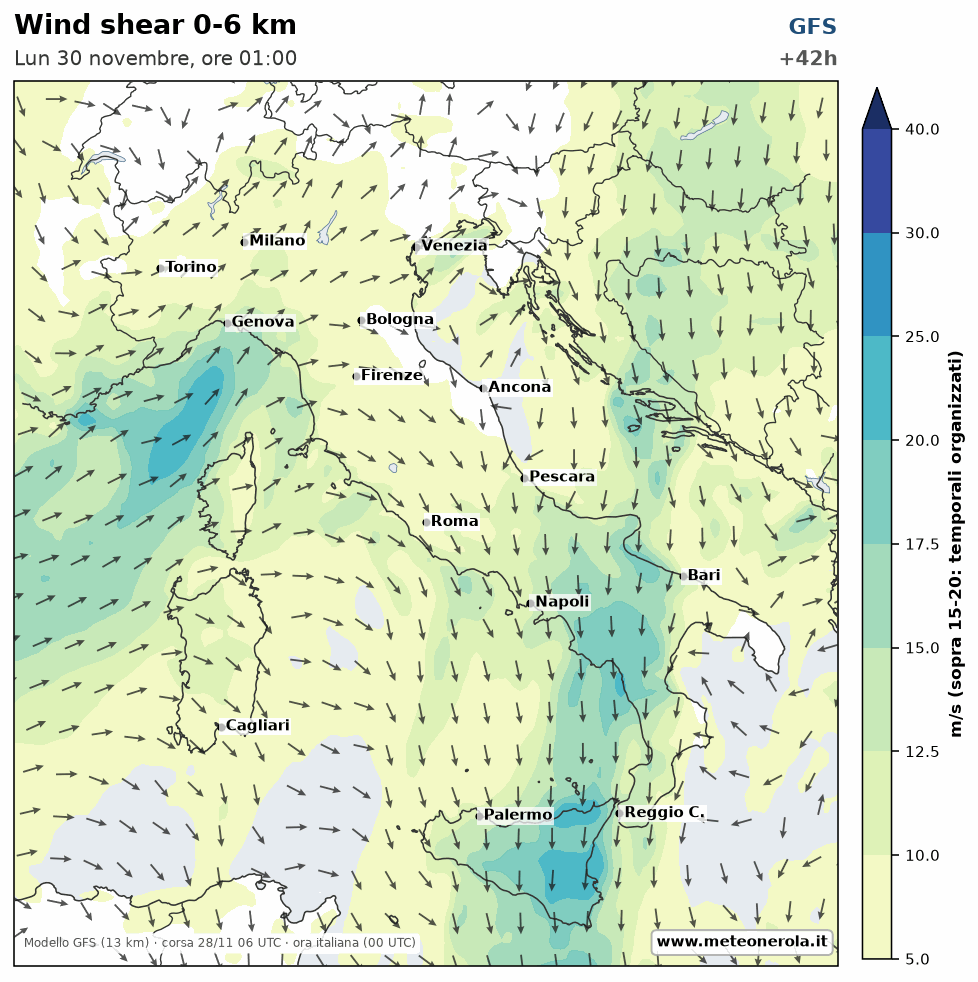 Wind shear 0-6 km
GFS
Lun 30 novembre, ore 01:00
+42h
Milano
Venezia
Torino
Genova
Bologna
Firenze
Ancona
Pescara
Roma
Bari
Napoli
Cagliari
Palermo
Reggio C.
40.0
30.0
25.0
20.0
17.5
15.0
12.5
10.0
5.0
m/s (sopra 15-20: temporali organizzati)
Modello GFS (13 km) · corsa 28/11 06 UTC · ora italiana (00 UTC)
www.meteonerola.it